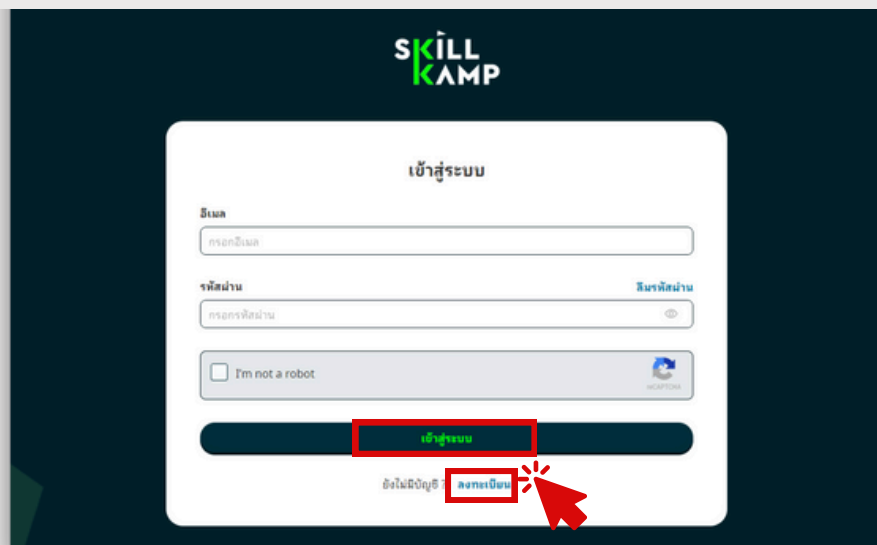 SKILL
KAMP
เข้าสู่ระบบ
อีเมล
กรอกอีเมล
รหัสผ่าน
ลืมรหัสผ่าน
กรอกรหัสผ่าน
I'm not a robot
reCAPTCHA
เข้าสู่ระบบ
ยังไม่มีบัญชี ? ลงทะเบียน